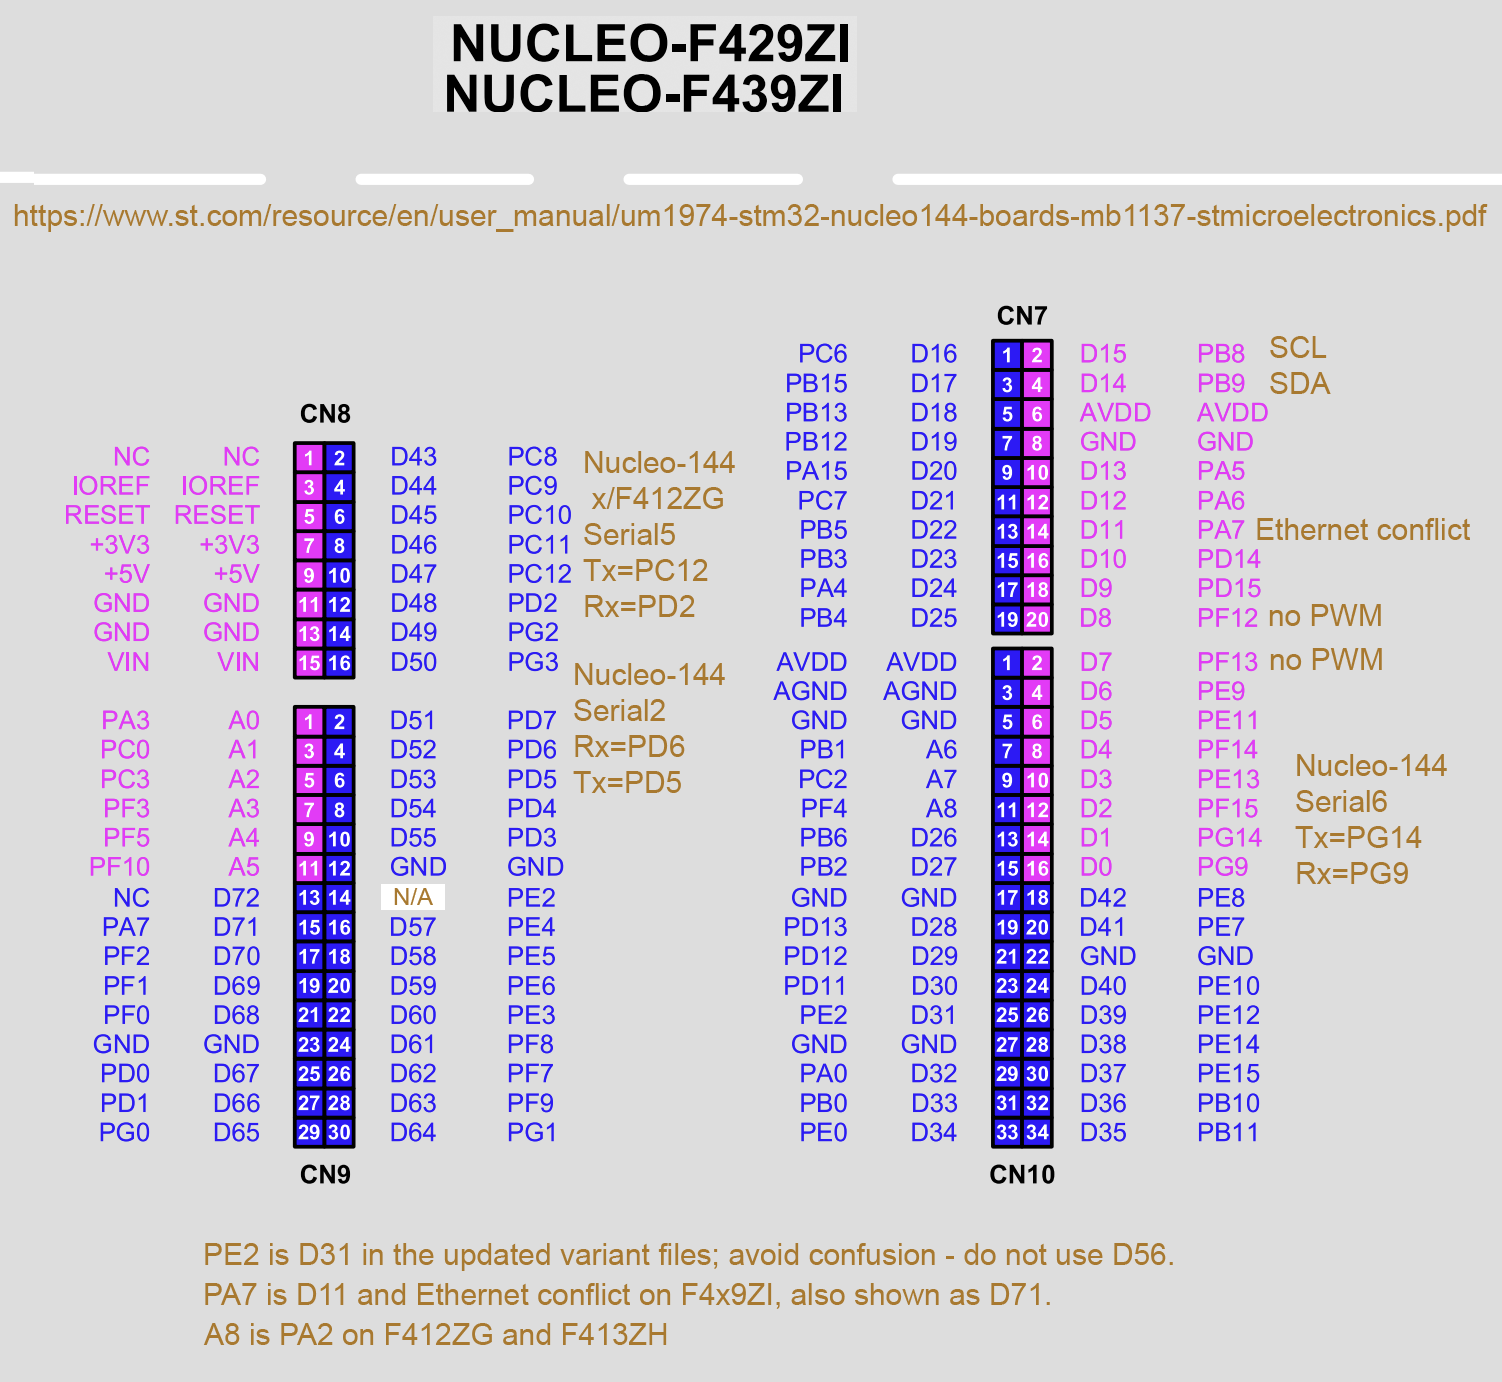 NUCLEO-F429ZI
NUCLEO-F439ZI
https://www.st.com/resource/en/user_manual/um1974-stm32-nucleo144-boards-mb1137-stmicroelectronics.pdf
CN8
NC NC 1 2 D43 PC8
IOREF IOREF 3 4 D44 PC9
RESET RESET 5 6 D45 PC10
+3V3 +3V3 7 8 D46 PC11
+5V +5V 9 10 D47 PC12
GND GND 11 12 D48 PD2
GND GND 13 14 D49 PG2
VIN VIN 15 16 D50 PG3
Nucleo-144
x/F412ZG
Serial5
Tx=PC12
Rx=PD2
PA3 A0 1 2 D51 PD7
PC0 A1 3 4 D52 PD6
PC3 A2 5 6 D53 PD5
PF3 A3 7 8 D54 PD4
PF5 A4 9 10 D55 PD3
PF10 A5 11 12 GND GND
NC D72 13 14 N/A PE2
PA7 D71 15 16 D57 PE4
PF2 D70 17 18 D58 PE5
PF1 D69 19 20 D59 PE6
PF0 D68 21 22 D60 PE3
GND GND 23 24 D61 PF8
PD0 D67 25 26 D62 PF7
PD1 D66 27 28 D63 PF9
PG0 D65 29 30 D64 PG1
CN9
Nucleo-144
Serial2
Rx=PD6
Tx=PD5
CN7
PC6 D16 1 2 D15 PB8 SCL
PB15 D17 3 4 D14 PB9 SDA
PB13 D18 5 6 AVDD AVDD
PB12 D19 7 8 GND GND
PA15 D20 9 10 D13 PA5
PC7 D21 11 12 D12 PA6
PB5 D22 13 14 D11 PA7 Ethernet conflict
PB3 D23 15 16 D10 PD14
PA4 D24 17 18 D9 PD15
PB4 D25 19 20 D8 PF12 no PWM
AVDD AVDD 1 2 D7 PF13 no PWM
AGND AGND 3 4 D6 PE9
GND GND 5 6 D5 PE11
PB1 A6 7 8 D4 PF14
PC2 A7 9 10 D3 PE13
PF4 A8 11 12 D2 PF15
PB6 D26 13 14 D1 PG14
PB2 D27 15 16 D0 PG9
GND GND 17 18 D42 PE8
PD13 D28 19 20 D41 PE7
PD12 D29 21 22 GND GND
PD11 D30 23 24 D40 PE10
PE2 D31 25 26 D39 PE12
GND GND 27 28 D38 PE14
PA0 D32 29 30 D37 PE15
PB0 D33 31 32 D36 PB10
PE0 D34 33 34 D35 PB11
CN10
Nucleo-144
Serial6
Tx=PG14
Rx=PG9
PE2 is D31 in the updated variant files; avoid confusion - do not use D56.
PA7 is D11 and Ethernet conflict on F4x9ZI, also shown as D71.
A8 is PA2 on F412ZG and F413ZH